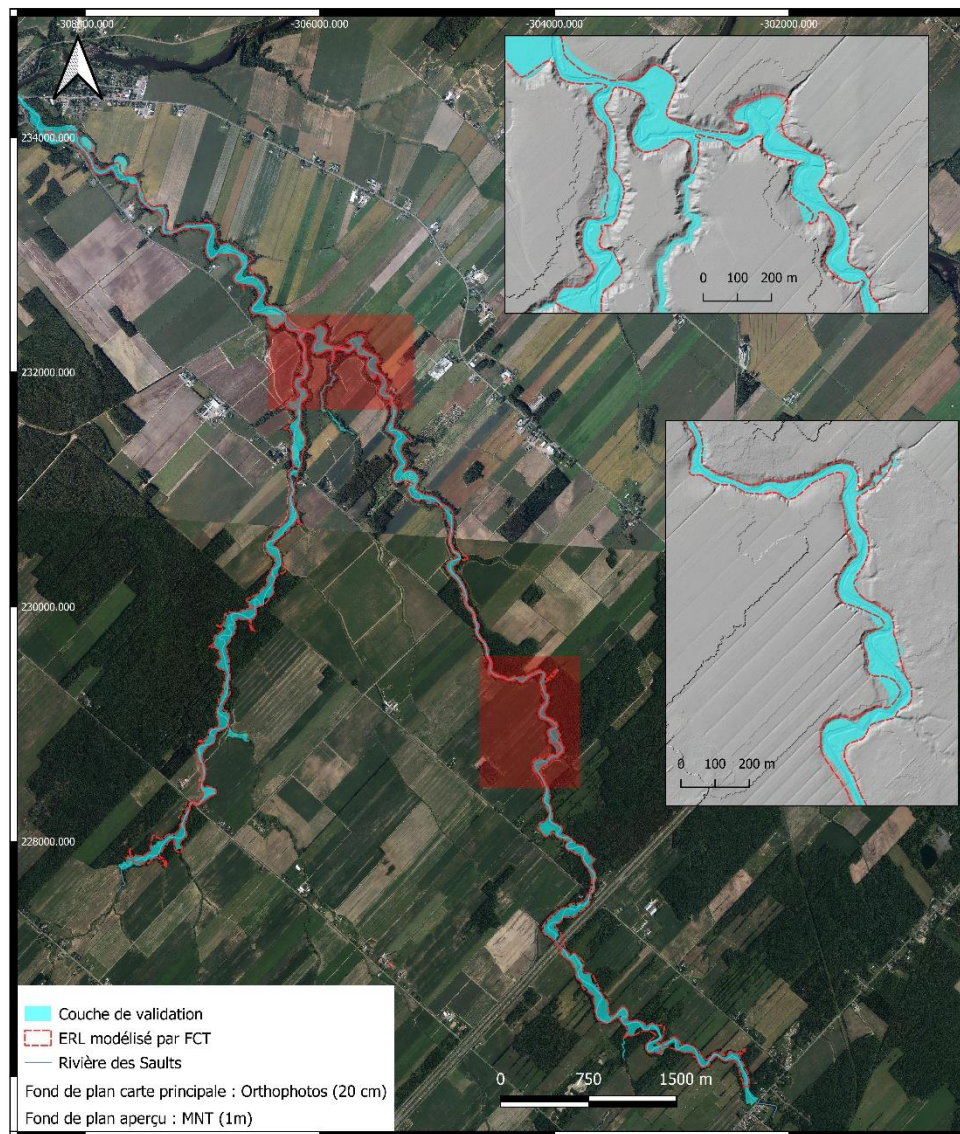 -308000.000 -306000.000 -304000.000 -302000.000
234000.000
0 100 200 m
232000.000
230000.000
0 100 200 m
228000.000
Couche de validation
ERL modélisé par FCT
Rivière des Saults
Fond de plan carte principale : Orthophotos (20 cm)
Fond de plan aperçu : MNT (1m)
0 750 1500 m